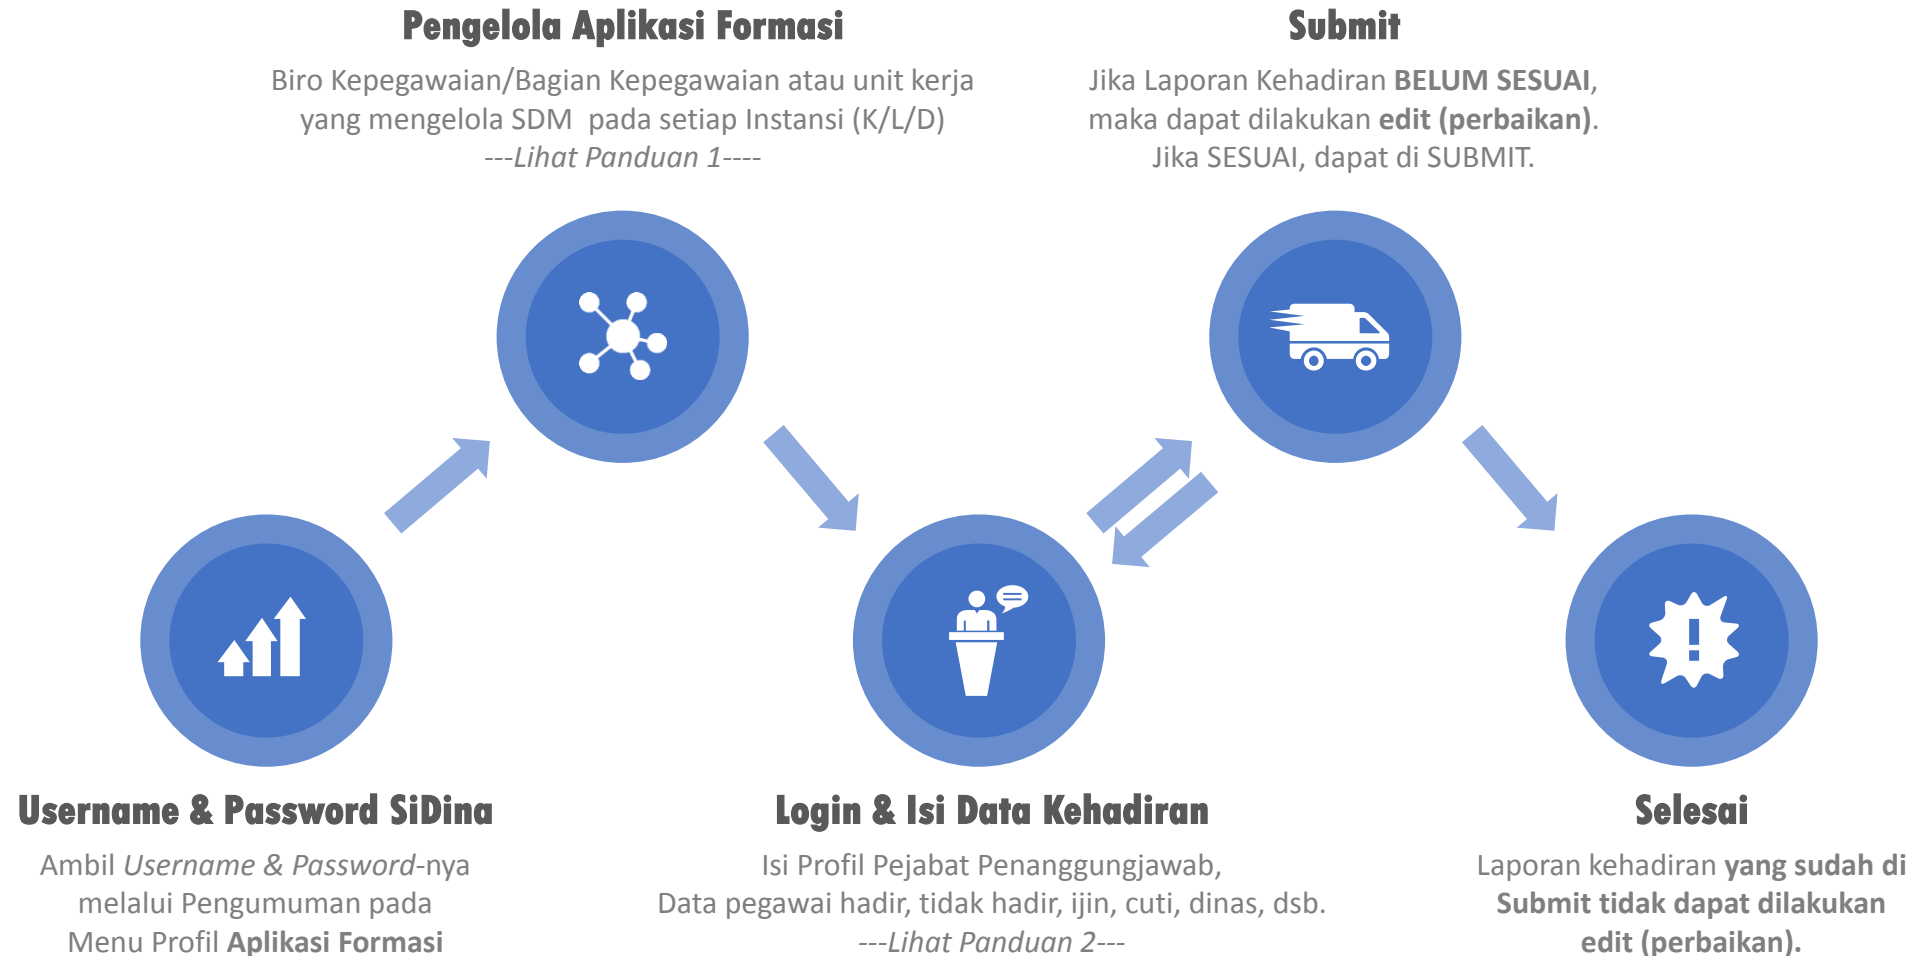 Pengelola Aplikasi Formasi
Biro Kepegawaian/Bagian Kepegawaian atau unit kerja
yang mengelola SDM  pada setiap Instansi (K/L/D)
---Lihat Panduan 1----
Submit
Jika Laporan Kehadiran BELUM SESUAI,
maka dapat dilakukan edit (perbaikan).
Jika SESUAI, dapat di SUBMIT.
Username & Password SiDina
Ambil Username & Password-nya
melalui Pengumuman pada
Menu Profil Aplikasi Formasi
Login & Isi Data Kehadiran
Isi Profil Pejabat Penanggungjawab,
Data pegawai hadir, tidak hadir, ijin, cuti, dinas, dsb.
---Lihat Panduan 2---
Selesai
Laporan kehadiran yang sudah di
Submit tidak dapat dilakukan
edit (perbaikan).